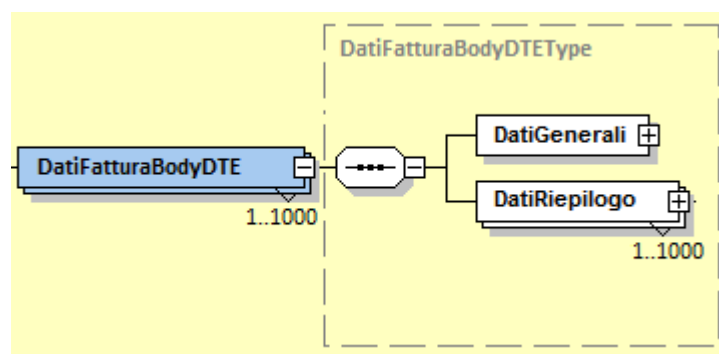 DatiFatturaBodyDTEType
DatiGenerali
DatiFatturaBodyDTE
1..1000
DatiRiepilogo
1..1000